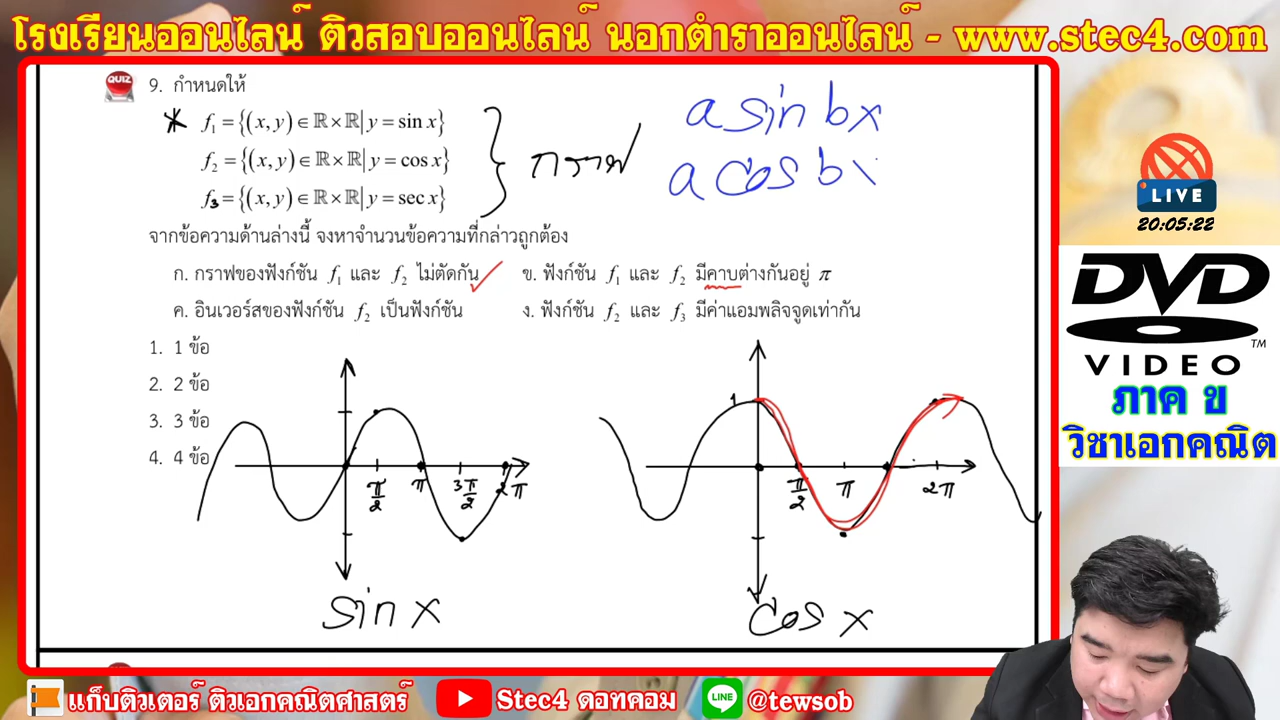 โรงเรียนออนไลน์ ติวสอบออนไลน์ นอกตำราออนไลน์ - www.stec4.com
QUIZ
9. กำหนดให้
* f₁ = {(x, y) ∈ ℝ × ℝ | y = sin x}
f₂ = {(x, y) ∈ ℝ × ℝ | y = cos x}
f₃ = {(x, y) ∈ ℝ × ℝ | y = sec x}
กราฟ
a sin bx
a cos b
จากข้อความด้านล่างนี้ จงหาจำนวนข้อความที่กล่าวถูกต้อง
ก. กราฟของฟังก์ชัน f₁ และ f₂ ไม่ตัดกัน ✓
ข. ฟังก์ชัน f₁ และ f₂ มีคาบต่างกันอยู่ π
ค. อินเวอร์สของฟังก์ชัน f₂ เป็นฟังก์ชัน
ง. ฟังก์ชัน f₂ และ f₃ มีค่าแอมพลิจูดเท่ากัน
1. 1 ข้อ
2. 2 ข้อ
3. 3 ข้อ
4. 4 ข้อ
π/2 π 3π/2 2π
sin x
1
π/2 π 2π
cos x
LIVE
20:05:22
DVD
TM
VIDEO
ภาค ข
วิชาเอกคณิต
แก็บติวเตอร์ ติวเอกคณิตศาสตร์
Stec4 ดอทคอม
LINE
@tewsob